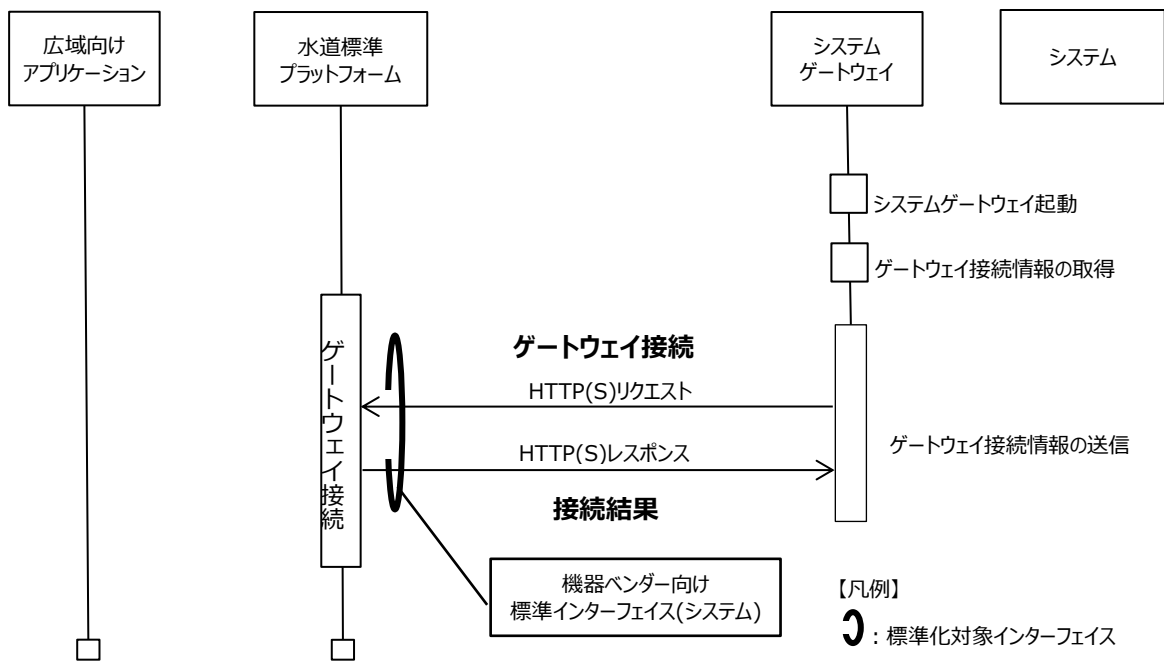 広域向け
アプリケーション
水道標準
プラットフォーム
システム
ゲートウェイ
システム
システムゲートウェイ起動
ゲートウェイ接続情報の取得
ゲートウェイ接続
ゲートウェイ接続
HTTP(S)リクエスト
HTTP(S)レスポンス
ゲートウェイ接続情報の送信
接続結果
機器ベンダー向け
標準インターフェイス(システム)
【凡例】
：標準化対象インターフェイス